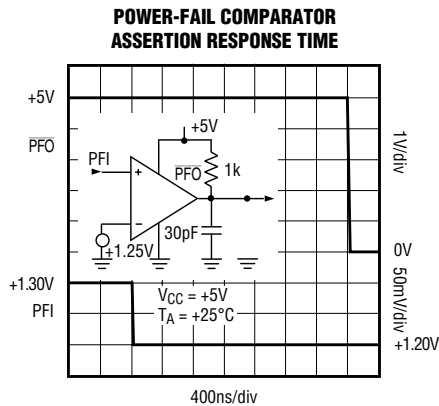 POWER-FAIL COMPARATOR
ASSERTION RESPONSE TIME
+5V
PFO
PFI
+
−
+5V
PFO
1k
30pF
+1.25V
1V/div
0V
+1.30V
PFI
VCC = +5V
TA = +25°C
50mV/div
+1.20V
400ns/div